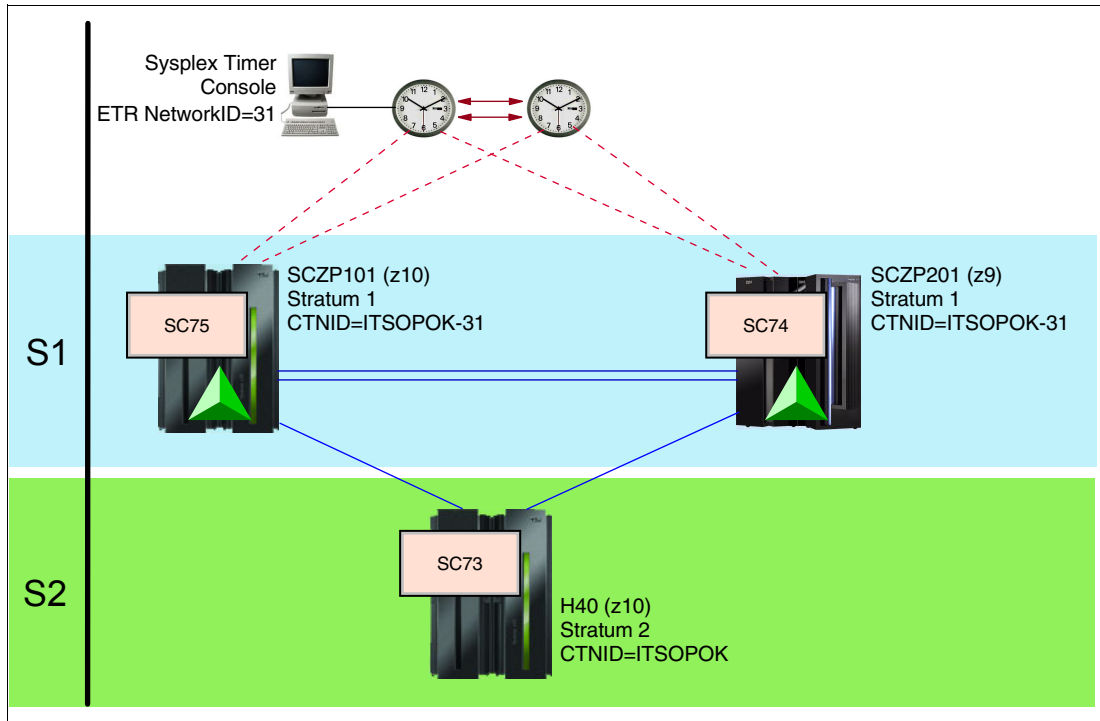 Sysplex Timer
Console
ETR NetworkID=31
S1
SCZP101 (z10)
Stratum 1
CTNID=ITSOPOK-31
SC75
SCZP201 (z9)
Stratum 1
CTNID=ITSOPOK-31
SC74
S2
SC73
H40 (z10)
Stratum 2
CTNID=ITSOPOK